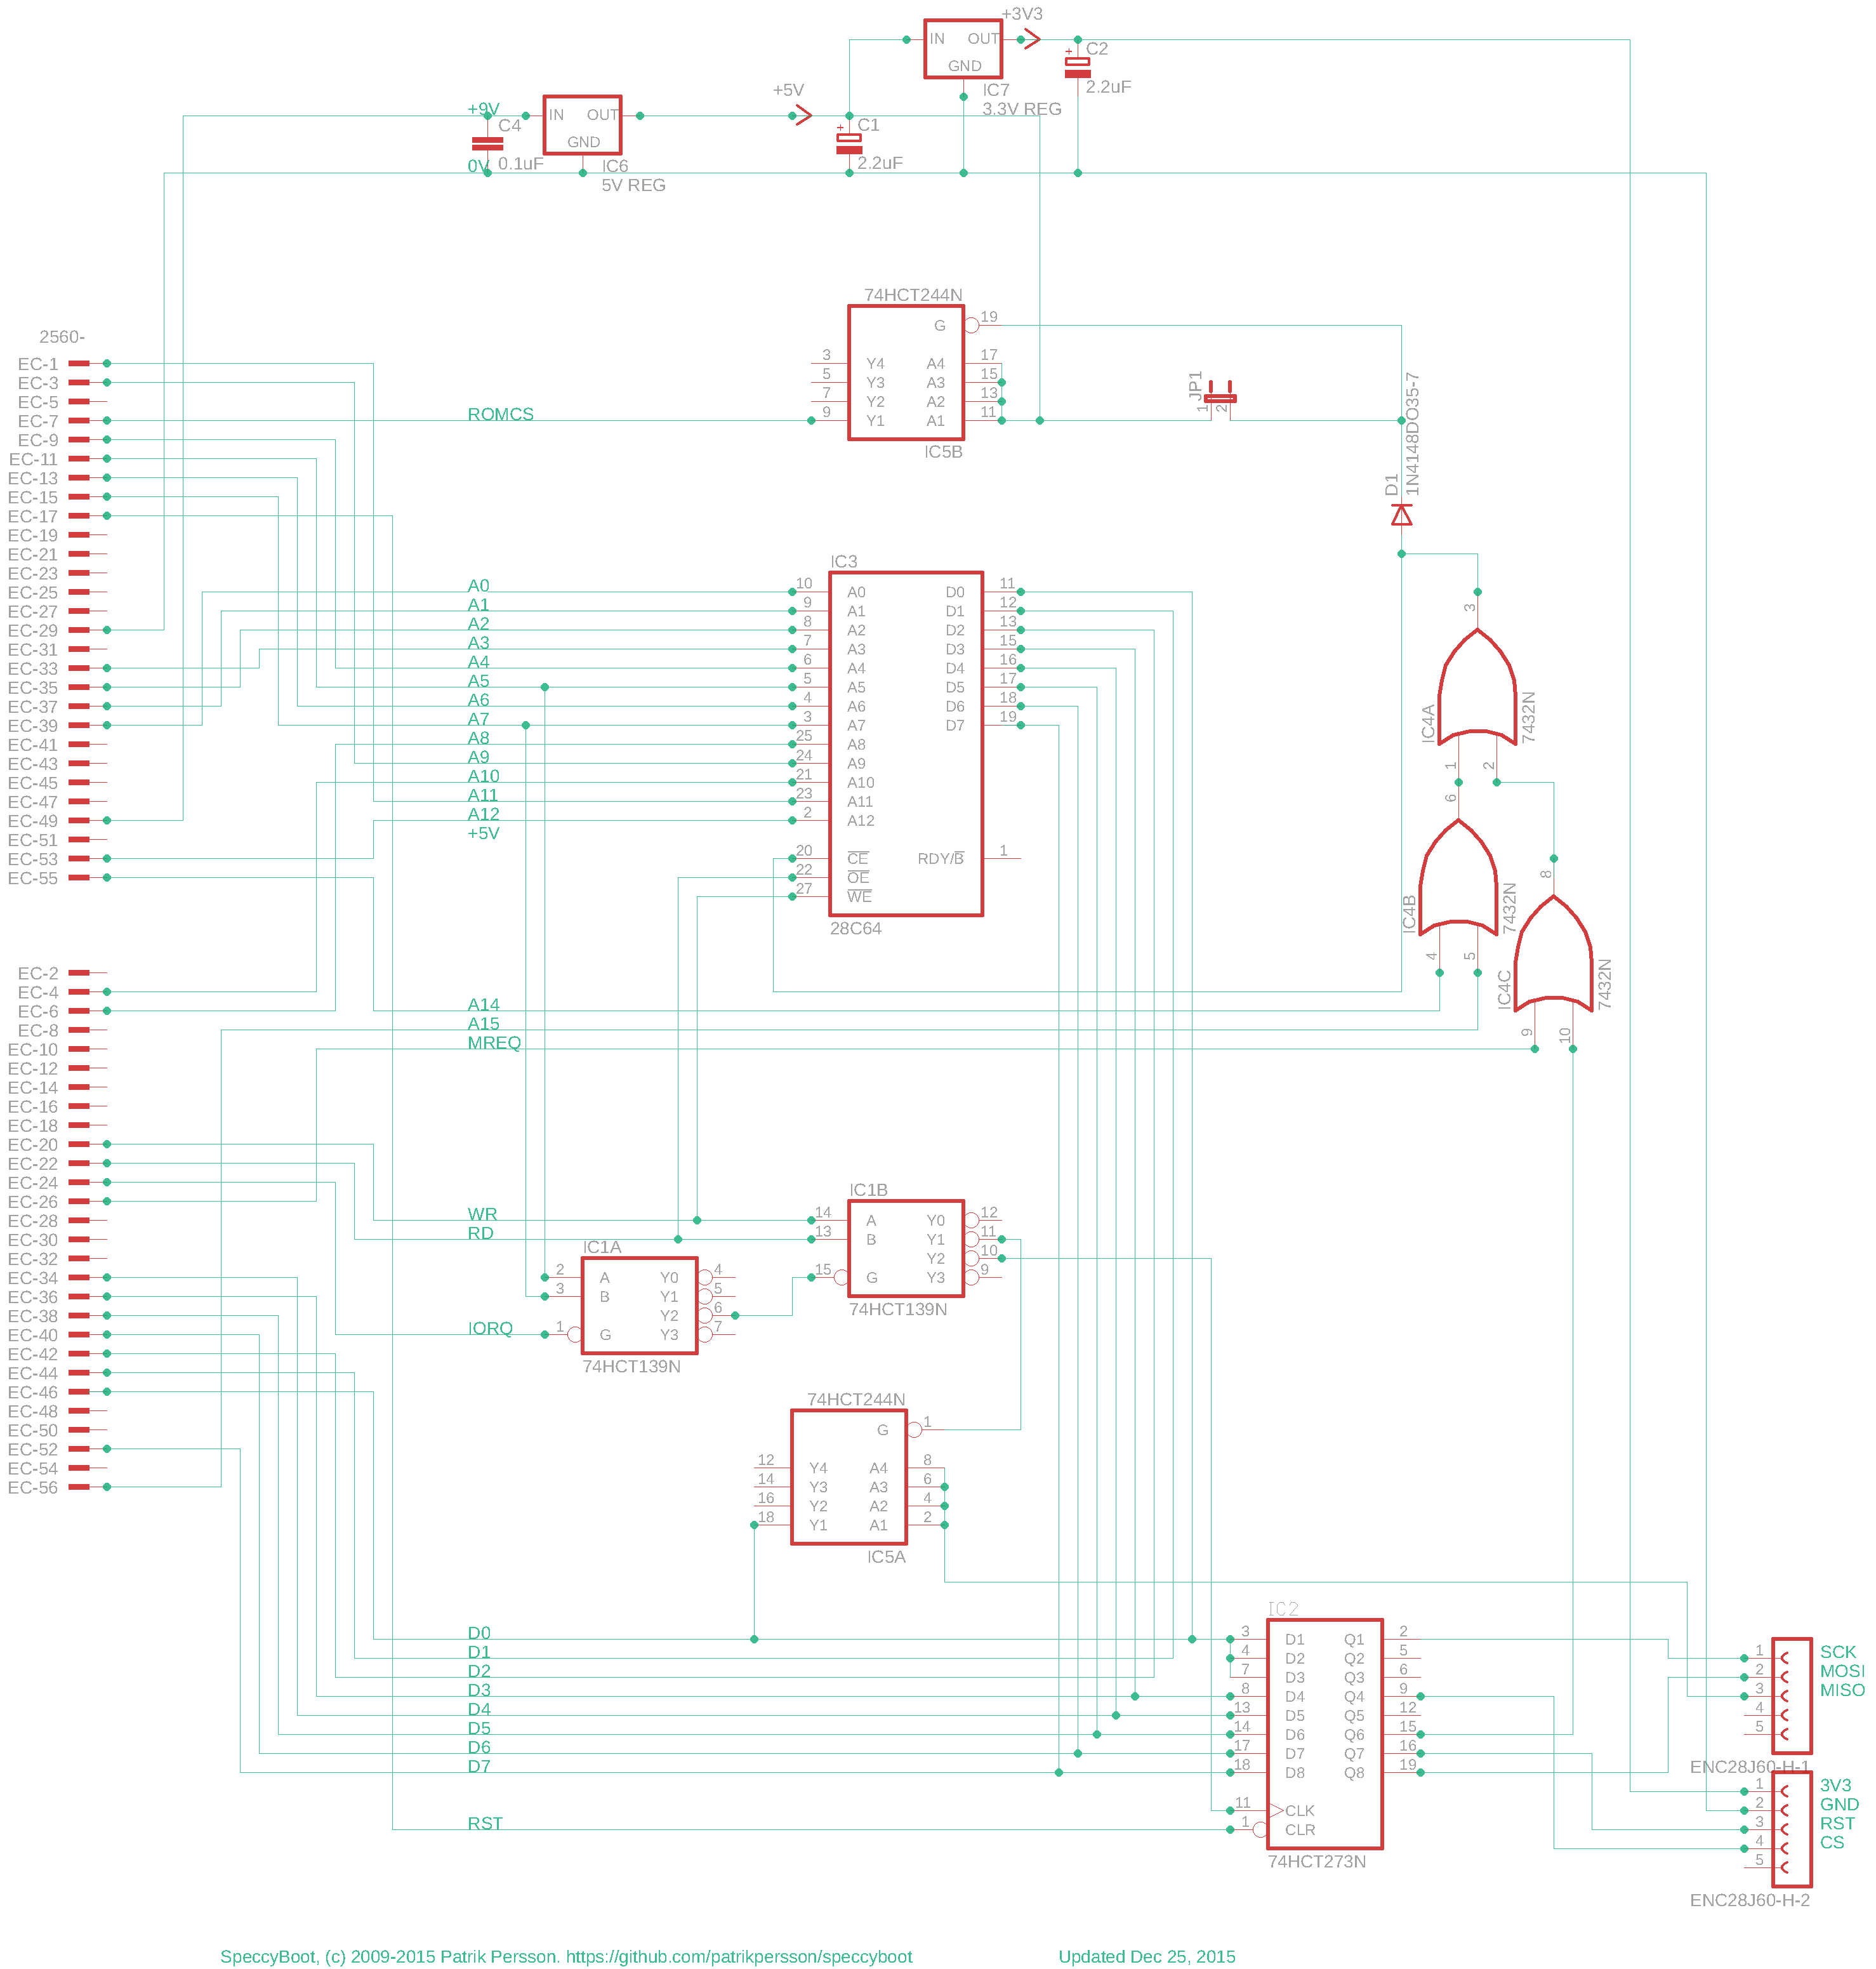 +3V3
IN OUT
GND
C2
2.2uF
IC7
3.3V REG
+5V
+9V
C4
0.1uF
0V
IN OUT
GND
IC6
5V REG
C1
2.2uF
74HCT244N
G 19
3 Y4 A4 17
5 Y3 A3 15
7 Y2 A2 13
9 Y1 A1 11
IC5B
ROMCS
JP1
1 2
D1
1N4148DO35-7
2560-
EC-1
EC-3
EC-5
EC-7
EC-9
EC-11
EC-13
EC-15
EC-17
EC-19
EC-21
EC-23
EC-25
EC-27
EC-29
EC-31
EC-33
EC-35
EC-37
EC-39
EC-41
EC-43
EC-45
EC-47
EC-49
EC-51
EC-53
EC-55
A0
A1
A2
A3
A4
A5
A6
A7
A8
A9
A10
A11
A12
+5V
IC3
10 A0 D0 11
9 A1 D1 12
8 A2 D2 13
7 A3 D3 15
6 A4 D4 16
5 A5 D5 17
4 A6 D6 18
3 A7 D7 19
25 A8
24 A9
21 A10
23 A11
2 A12
20 CE RDY/B 1
22 OE
27 WE
28C64
3
IC4A
7432N
1 2
6
IC4B
7432N
4 5
8
IC4C
7432N
9 10
EC-2
EC-4
EC-6
EC-8
EC-10
EC-12
EC-14
EC-16
EC-18
EC-20
EC-22
EC-24
EC-26
EC-28
EC-30
EC-32
EC-34
EC-36
EC-38
EC-40
EC-42
EC-44
EC-46
EC-48
EC-50
EC-52
EC-54
EC-56
A14
A15
MREQ
WR
RD
IORQ
IC1B
14 A Y0 12
13 B Y1 11
Y2 10
15 G Y3 9
74HCT139N
IC1A
2 A Y0 4
3 B Y1 5
Y2 6
1 G Y3 7
74HCT139N
74HCT244N
G 1
12 Y4 A4 8
14 Y3 A3 6
16 Y2 A2 4
18 Y1 A1 2
IC5A
D0
D1
D2
D3
D4
D5
D6
D7
RST
IC2
3 D1 Q1 2
4 D2 Q2 5
7 D3 Q3 6
8 D4 Q4 9
13 D5 Q5 12
14 D6 Q6 15
17 D7 Q7 16
18 D8 Q8 19
11 CLK
1 CLR
74HCT273N
1 SCK
2 MOSI
3 MISO
4
5
ENC28J60-H-1
1 3V3
2 GND
3 RST
4 CS
5
ENC28J60-H-2
SpeccyBoot, (c) 2009-2015 Patrik Persson. https://github.com/patrikpersson/speccyboot
Updated Dec 25, 2015